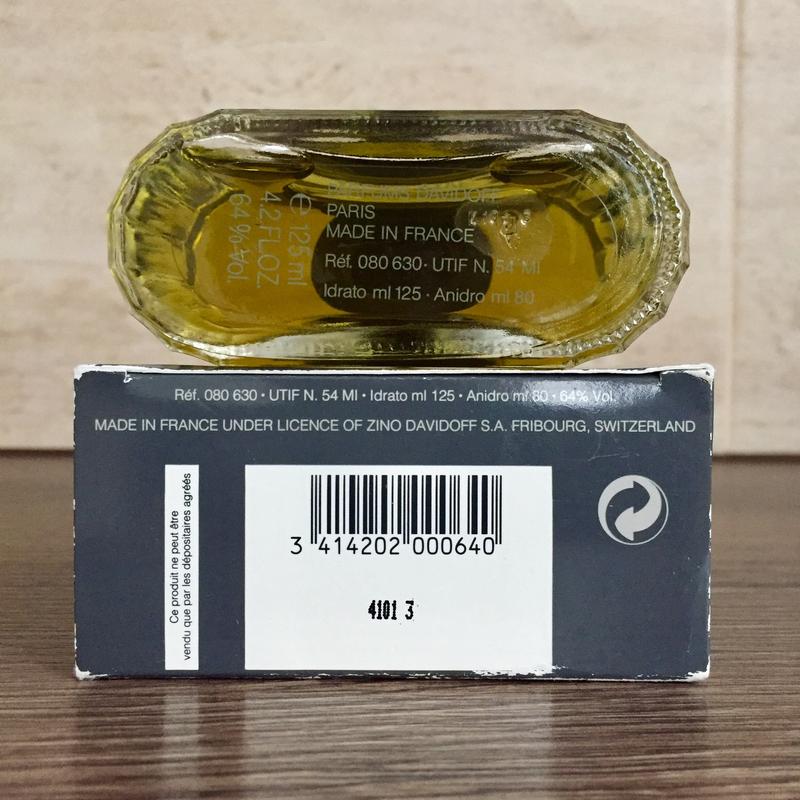 PARFUMS DAVIDOFF
PARIS
MADE IN FRANCE
Réf. 080 630 · UTIF N. 54 MI
Idrato ml 125 · Anidro ml 80
e 125 ml
4.2 FL.OZ.
64% Vol.
Réf. 080 630 • UTIF N. 54 MI • Idrato ml 125 • Anidro ml 80 • 64% Vol.
MADE IN FRANCE UNDER LICENCE OF ZINO DAVIDOFF S.A. FRIBOURG, SWITZERLAND
Ce produit ne peut être
vendu que par les dépositaires agréés
3 414202 000640
4101 3